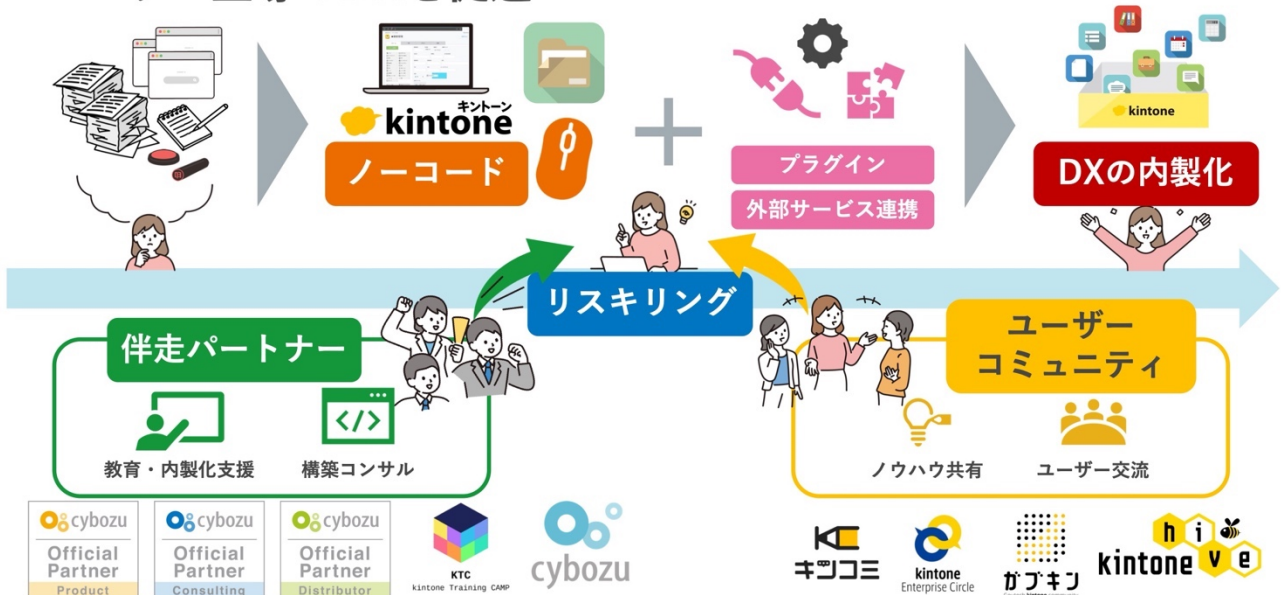 キントーン
kintone
ノーコード
プラグイン
外部サービス連携
kintone
DXの内製化
リスキリング
伴走パートナー
教育・内製化支援
構築コンサル
ユーザー
コミュニティ
ノウハウ共有
ユーザー交流
cybozu
Official
Partner
Product
cybozu
Official
Partner
Consulting
cybozu
Official
Partner
Distributor
KTC
kintone Training CAMP
cybozu
キンコミ
kintone
Enterprise Circle
ガブキン
kintone hive